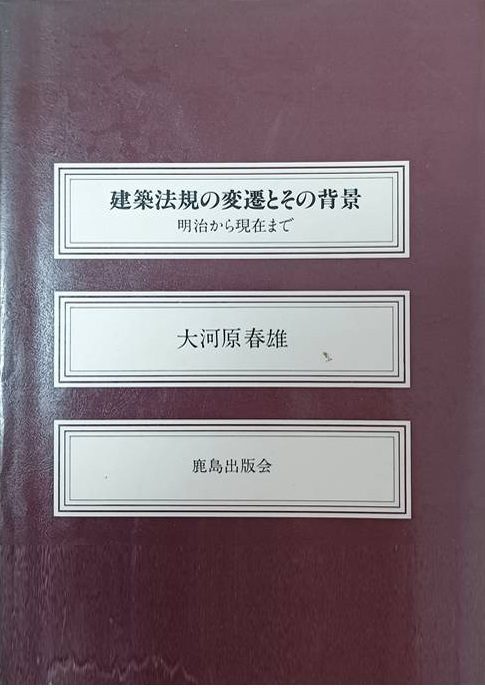 建築法規の変遷とその背景
明治から現在まで
大河原春雄
鹿島出版会